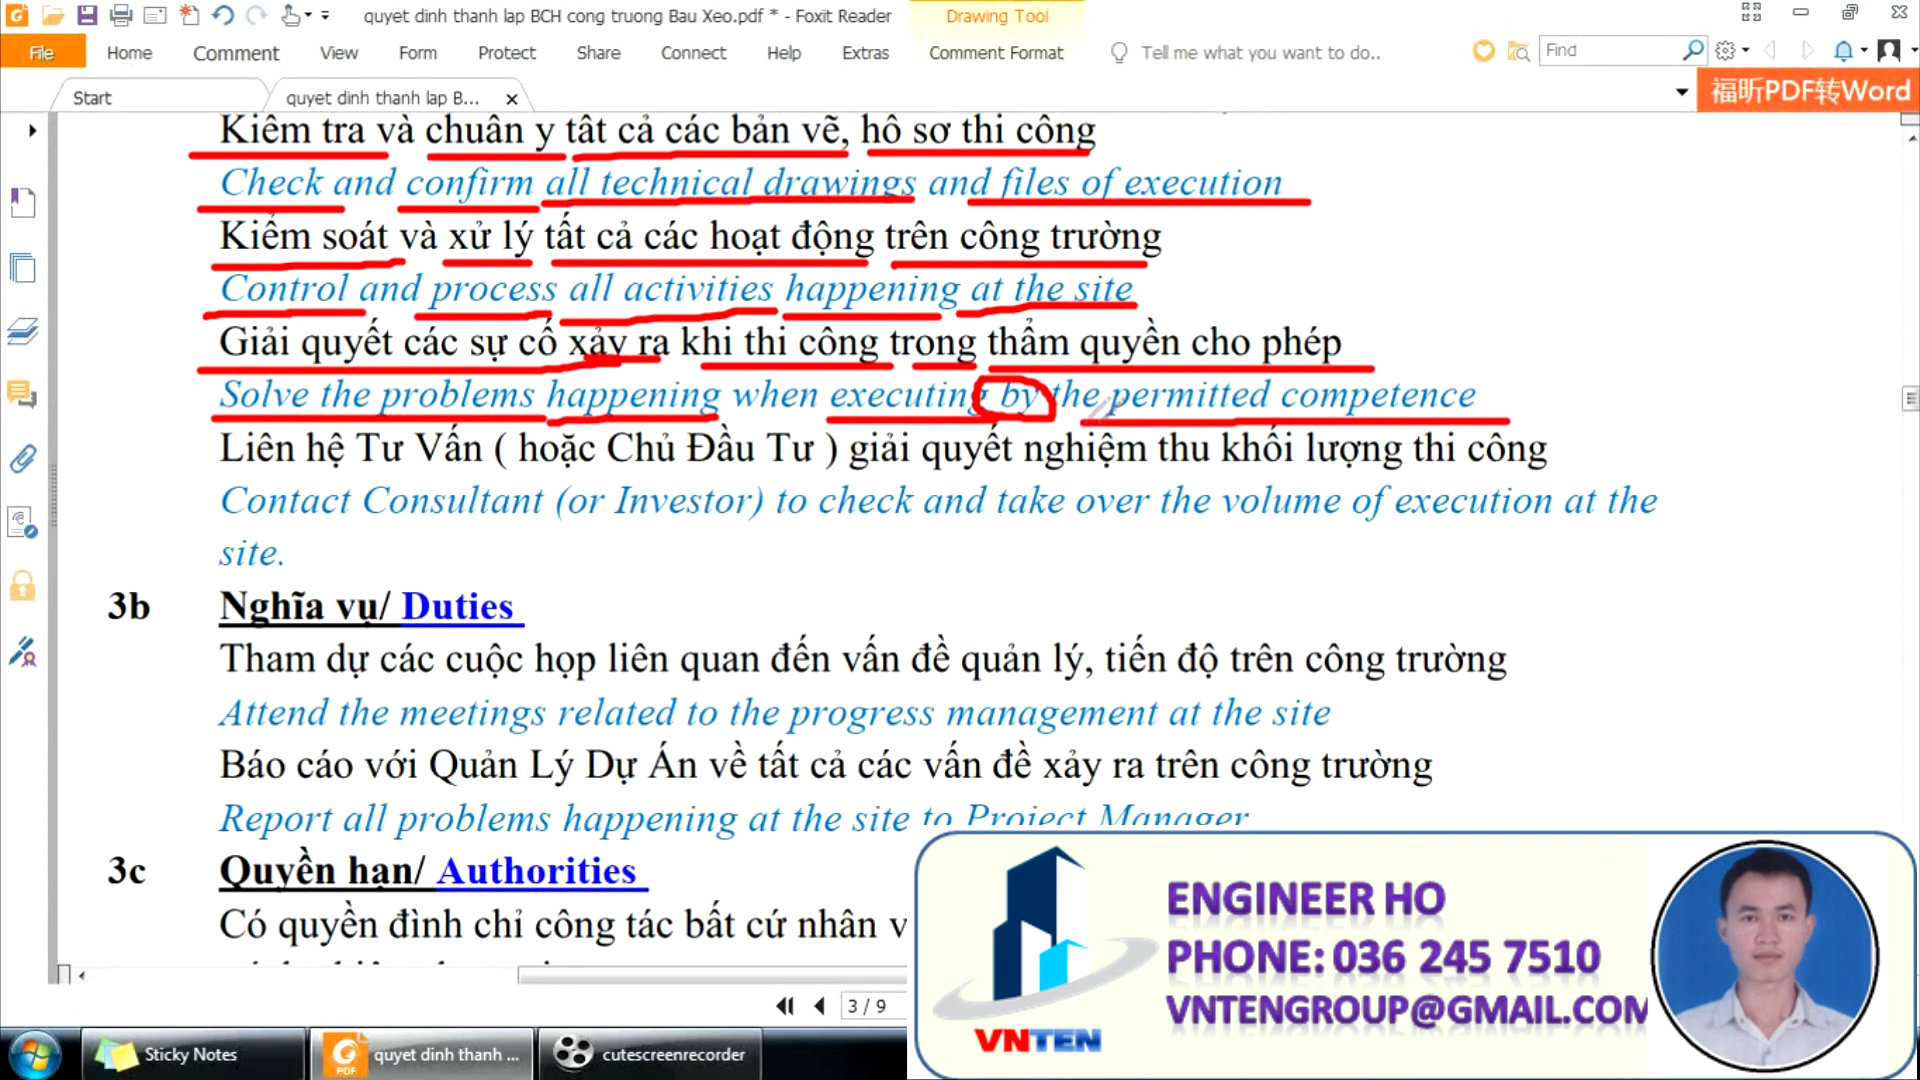 quyet dinh thanh lap BCH cong truong Bau Xeo.pdf * - Foxit Reader
Drawing Tool
File Home Comment View Form Protect Share Connect Help Extras Comment Format Tell me what you want to do.. Find
Start quyet dinh thanh lap B...
福昕PDF转Word
Kiểm tra và chuẩn y tất cả các bản vẽ, hồ sơ thi công
Check and confirm all technical drawings and files of execution
Kiểm soát và xử lý tất cả các hoạt động trên công trường
Control and process all activities happening at the site
Giải quyết các sự cố xảy ra khi thi công trong thẩm quyền cho phép
Solve the problems happening when executing by the permitted competence
Liên hệ Tư Vấn ( hoặc Chủ Đầu Tư ) giải quyết nghiệm thu khối lượng thi công
Contact Consultant (or Investor) to check and take over the volume of execution at the
site.
3b Nghĩa vụ/ Duties
Tham dự các cuộc họp liên quan đến vấn đề quản lý, tiến độ trên công trường
Attend the meetings related to the progress management at the site
Báo cáo với Quản Lý Dự Án về tất cả các vấn đề xảy ra trên công trường
Report all problems happening at the site to Project Manager
3c Quyền hạn/ Authorities
Có quyền đình chỉ công tác bất cứ nhân v
ENGINEER HO
PHONE: 036 245 7510
VNTENGROUP@GMAIL.COM
VNTEN
3 / 9
Sticky Notes quyet dinh thanh ... cutescreenrecorder
PDF